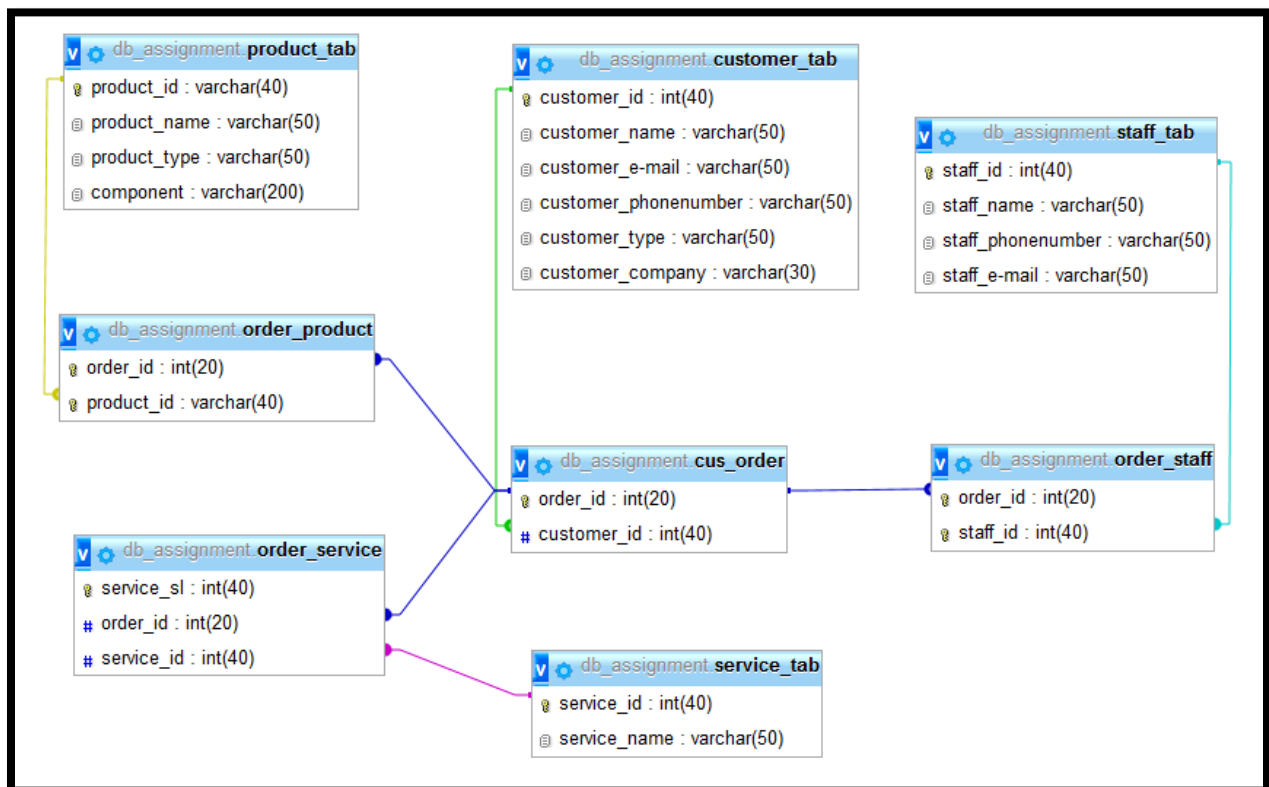 db_assignment.product_tab
product_id : varchar(40)
product_name : varchar(50)
product_type : varchar(50)
component : varchar(200)
db_assignment.customer_tab
customer_id : int(40)
customer_name : varchar(50)
customer_e-mail : varchar(50)
customer_phonenumber : varchar(50)
customer_type : varchar(50)
customer_company : varchar(30)
db_assignment.staff_tab
staff_id : int(40)
staff_name : varchar(50)
staff_phonenumber : varchar(50)
staff_e-mail : varchar(50)
db_assignment.order_product
order_id : int(20)
product_id : varchar(40)
db_assignment.cus_order
order_id : int(20)
# customer_id : int(40)
db_assignment.order_staff
order_id : int(20)
staff_id : int(40)
db_assignment.order_service
service_sl : int(40)
# order_id : int(20)
# service_id : int(40)
db_assignment.service_tab
service_id : int(40)
service_name : varchar(50)